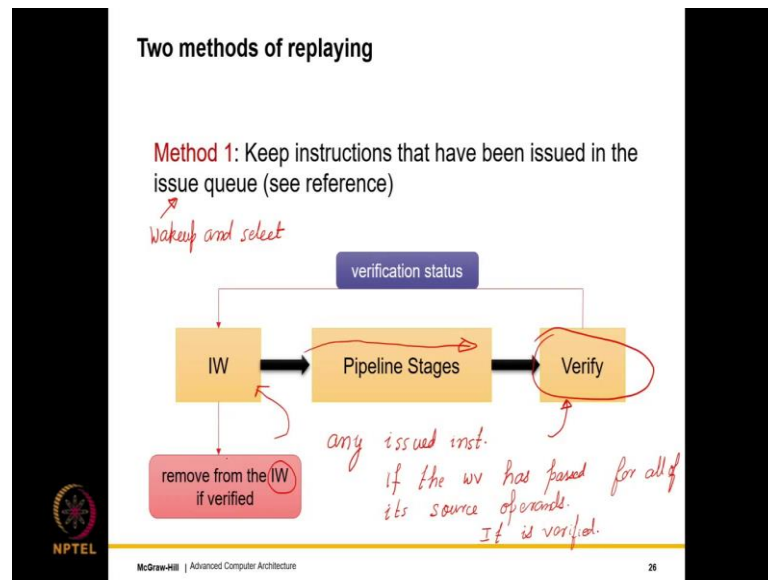 Two methods of replaying
Method 1: Keep instructions that have been issued in the
issue queue (see reference)
Wakeup and select
verification status
IW
Pipeline Stages
Verify
remove from the IW
if verified
any issued inst.
If the wv has passed for all of
its source operands.
It is verified.
NPTEL
McGraw-Hill | Advanced Computer Architecture
26